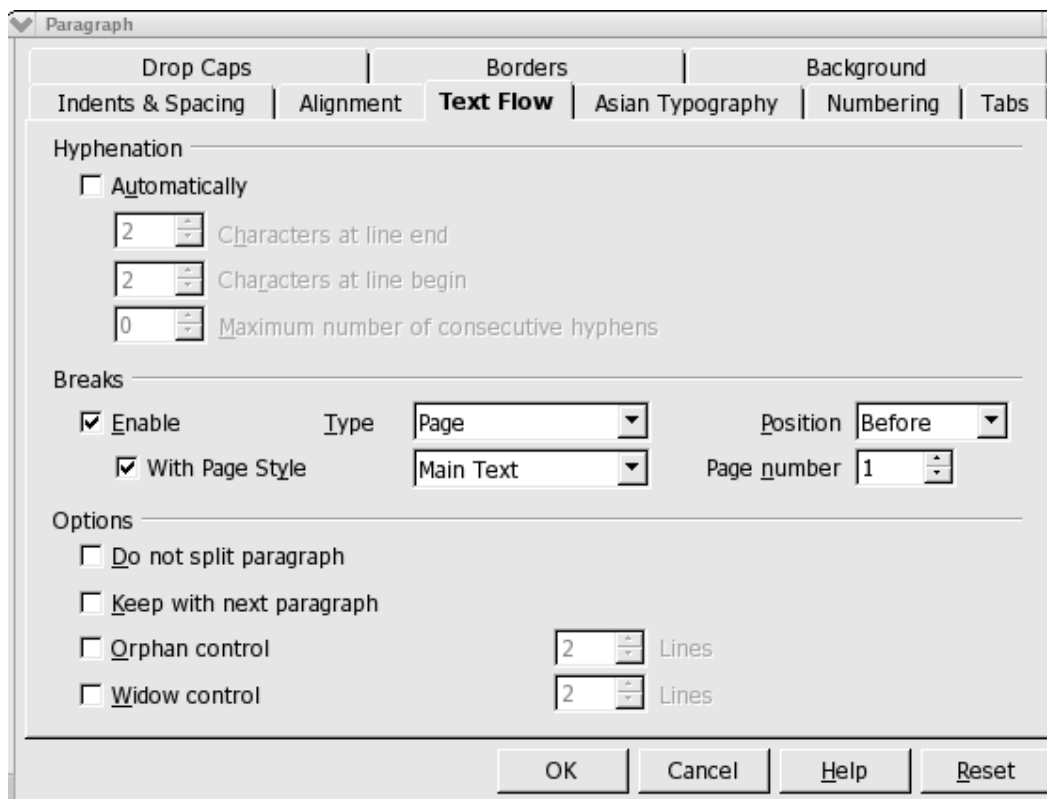 Paragraph
Drop Caps Borders Background
Indents & Spacing Alignment Text Flow Asian Typography Numbering Tabs
Hyphenation
Automatically
2 Characters at line end
2 Characters at line begin
0 Maximum number of consecutive hyphens
Breaks
Enable Type Page Position Before
With Page Style Main Text Page number 1
Options
Do not split paragraph
Keep with next paragraph
Orphan control 2 Lines
Widow control 2 Lines
OK Cancel Help Reset